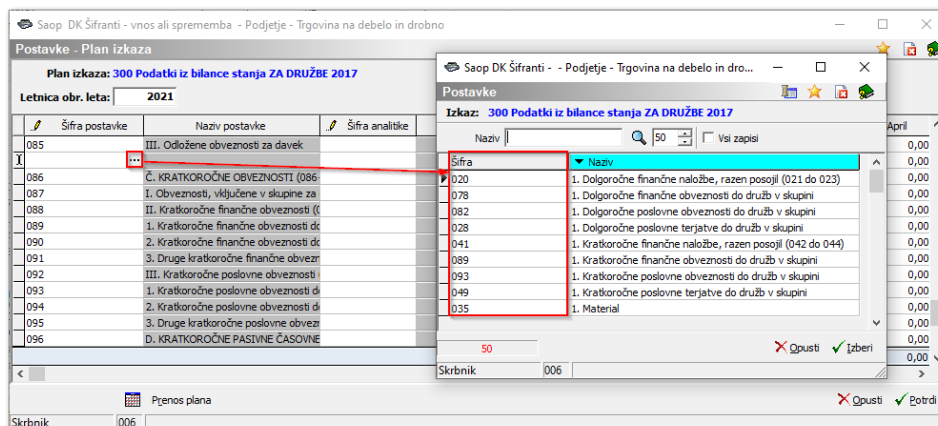 Saop DK Šifranti - vnos ali sprememba - Podjetje - Trgovina na debelo in drobno
Postavke - Plan izkaza
Plan izkaza: 300 Podatki iz bilance stanja ZA DRUŽBE 2017
Letnica obr. leta: 2021
Šifra postavke Naziv postavke Šifra analitike April
085 III. Odložene obveznosti za davek 0,00
... 0,00
086 Č. KRATKOROČNE OBVEZNOSTI (086- 0,00
087 I. Obveznosti, vključene v skupine za 0,00
088 II. Kratkoročne finančne obveznosti (0 0,00
089 1. Kratkoročne finančne obveznosti do 0,00
090 2. Kratkoročne finančne obveznosti do 0,00
091 3. Druge kratkoročne finančne obvezn 0,00
092 III. Kratkoročne poslovne obveznosti 0,00
093 1. Kratkoročne poslovne obveznosti d 0,00
094 2. Kratkoročne poslovne obveznosti d 0,00
095 3. Druge kratkoročne poslovne obvezn 0,00
096 D. KRATKOROČNE PASIVNE ČASOVNE 0,00
0,00
Prenos plana
Opusti Potrdi
Skrbnik 006
Saop DK Šifranti - - Podjetje - Trgovina na debelo in dro...
Postavke
Izkaz: 300 Podatki iz bilance stanja ZA DRUŽBE 2017
Naziv 50 Vsi zapisi
Šifra Naziv
020 1. Dolgoročne finančne naložbe, razen posojil (021 do 023)
078 1. Dolgoročne finančne obveznosti do družb v skupini
082 1. Dolgoročne poslovne obveznosti do družb v skupini
028 1. Dolgoročne poslovne terjatve do družb v skupini
041 1. Kratkoročne finančne naložbe, razen posojil (042 do 044)
089 1. Kratkoročne finančne obveznosti do družb v skupini
093 1. Kratkoročne poslovne obveznosti do družb v skupini
049 1. Kratkoročne poslovne terjatve do družb v skupini
035 1. Material
50 Opusti Izberi
Skrbnik 006